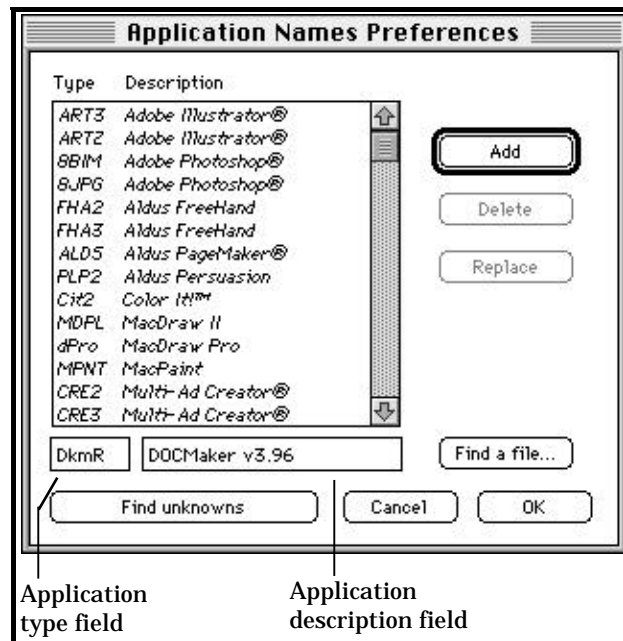 Application Names Preferences
Type Description
ART3 Adobe Illustrator®
ART2 Adobe Illustrator®
8BIM Adobe Photoshop®
8JPG Adobe Photoshop®
FHA2 Aldus FreeHand
FHA3 Aldus FreeHand
ALD5 Aldus PageMaker®
PLP2 Aldus Persuasion
Cit2 Color It!™
MDPL MacDraw II
dPro MacDraw Pro
MPNT MacPaint
CRE2 Multi-Ad Creator®
CRE3 Multi-Ad Creator®
Add
Delete
Replace
DkmR DOCMaker v3.96 Find a file...
Find unknowns Cancel OK
Application
type field
Application
description field